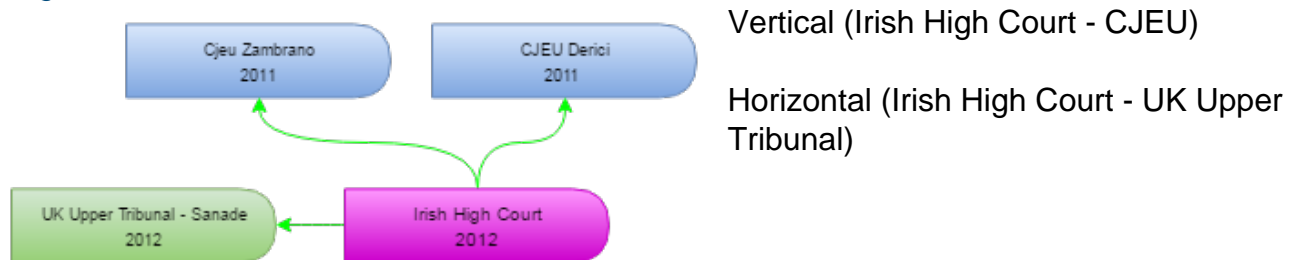 Cjeu Zambrano
2011
CJEU Derici
2011
Vertical (Irish High Court - CJEU)
Horizontal (Irish High Court - UK Upper
Tribunal)
UK Upper Tribunal - Sanade
2012
Irish High Court
2012